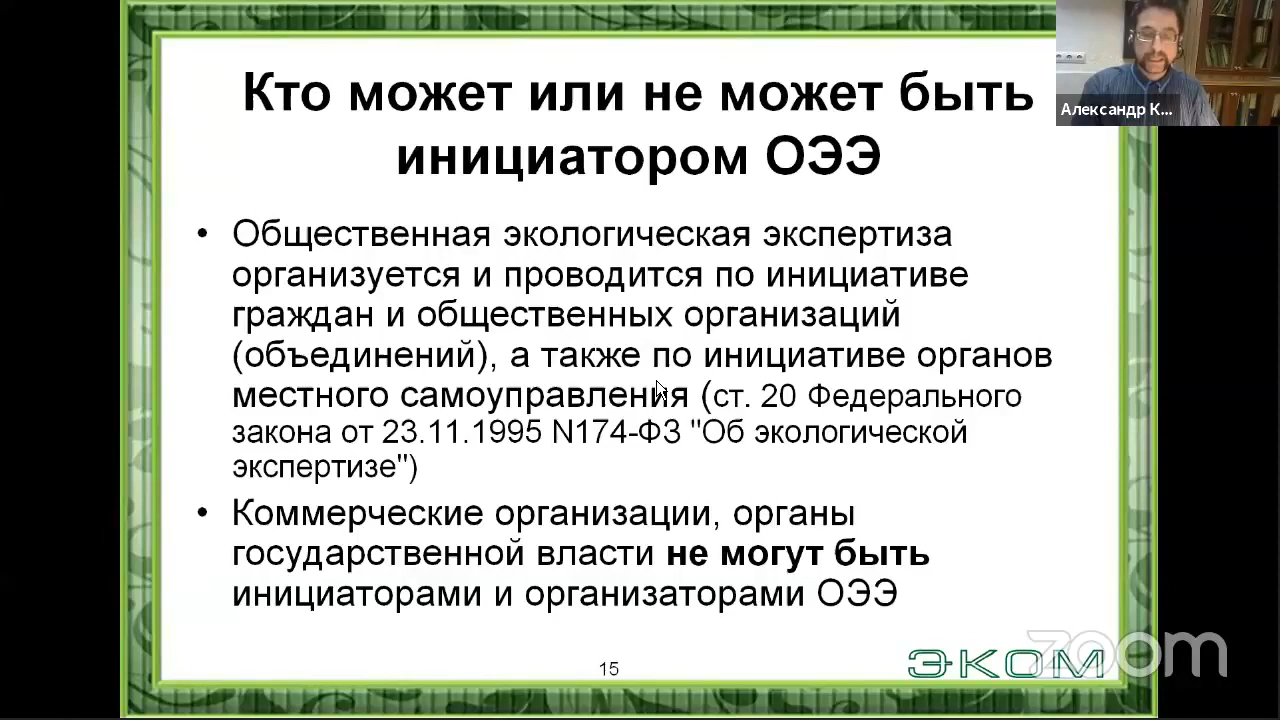 Кто может или не может быть
инициатором ОЭЭ
Александр К...
• Общественная экологическая экспертиза
организуется и проводится по инициативе
граждан и общественных организаций
(объединений), а также по инициативе органов
местного самоуправления (ст. 20 Федерального
закона от 23.11.1995 N174-ФЗ "Об экологической
экспертизе")
• Коммерческие организации, органы
государственной власти не могут быть
инициаторами и организаторами ОЭЭ
15
ЭКОМ
zoom